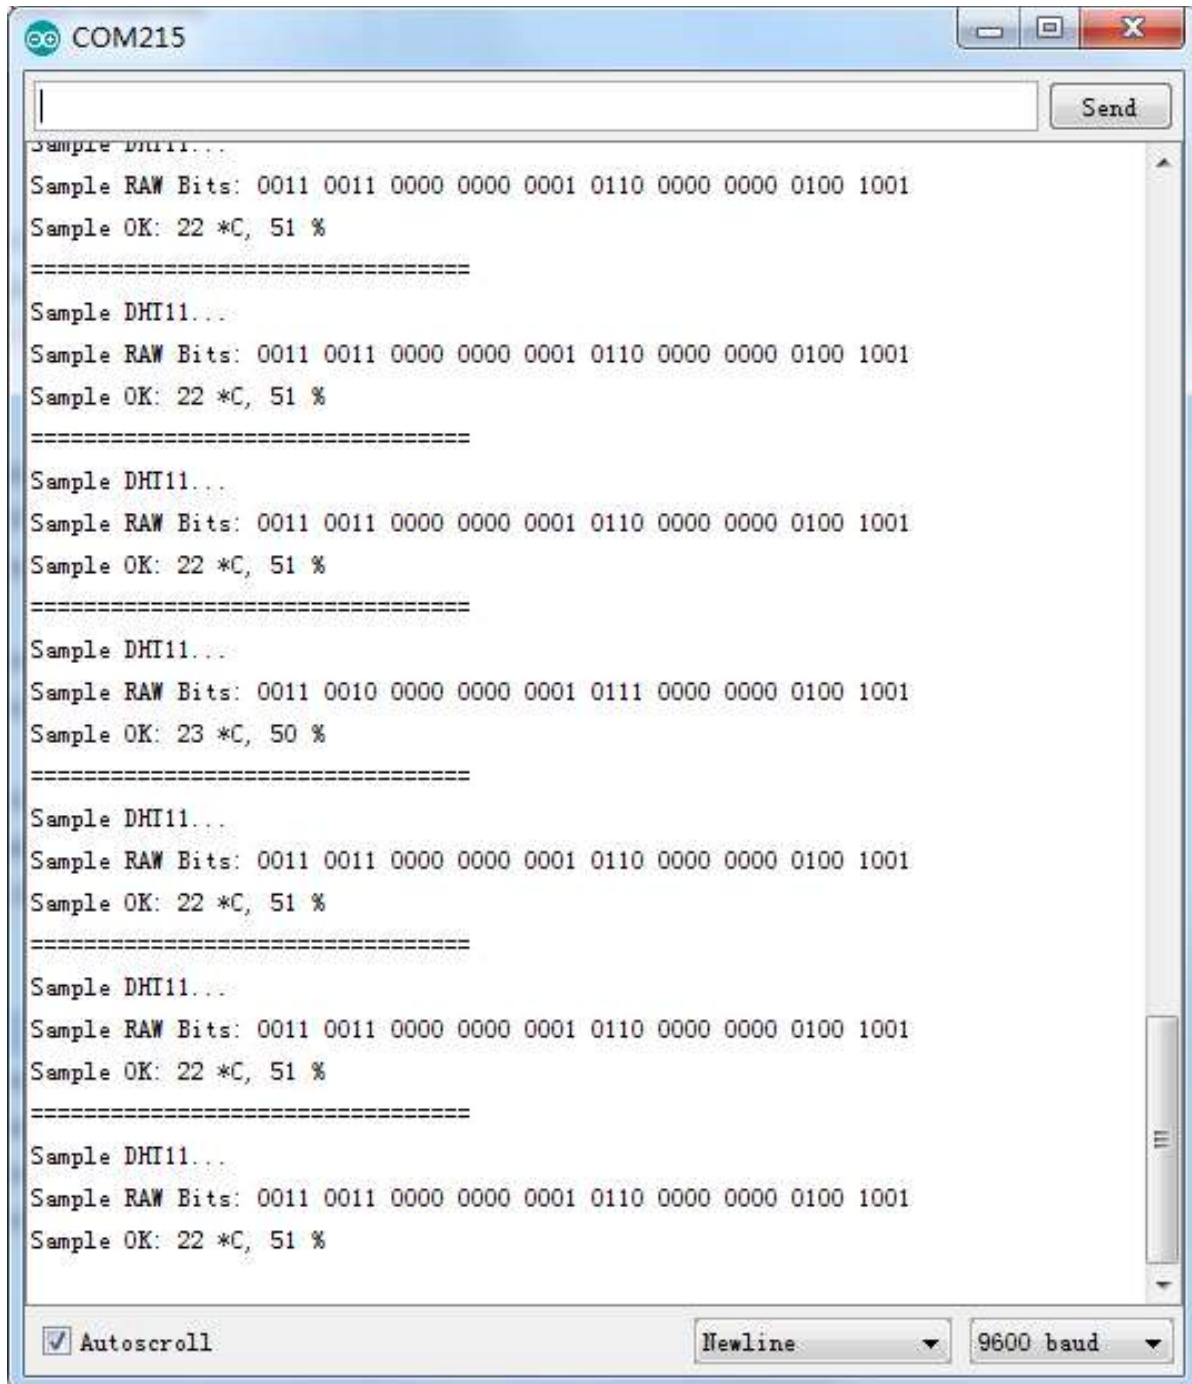 COM215
Send
Sample DHT11...
Sample RAW Bits: 0011 0011 0000 0000 0001 0110 0000 0000 0100 1001
Sample OK: 22 *C, 51 %
=================================
Sample DHT11...
Sample RAW Bits: 0011 0011 0000 0000 0001 0110 0000 0000 0100 1001
Sample OK: 22 *C, 51 %
=================================
Sample DHT11...
Sample RAW Bits: 0011 0011 0000 0000 0001 0110 0000 0000 0100 1001
Sample OK: 22 *C, 51 %
=================================
Sample DHT11...
Sample RAW Bits: 0011 0010 0000 0000 0001 0111 0000 0000 0100 1001
Sample OK: 23 *C, 50 %
=================================
Sample DHT11...
Sample RAW Bits: 0011 0011 0000 0000 0001 0110 0000 0000 0100 1001
Sample OK: 22 *C, 51 %
=================================
Sample DHT11...
Sample RAW Bits: 0011 0011 0000 0000 0001 0110 0000 0000 0100 1001
Sample OK: 22 *C, 51 %
=================================
Sample DHT11...
Sample RAW Bits: 0011 0011 0000 0000 0001 0110 0000 0000 0100 1001
Sample OK: 22 *C, 51 %
Autoscroll
Newline
9600 baud